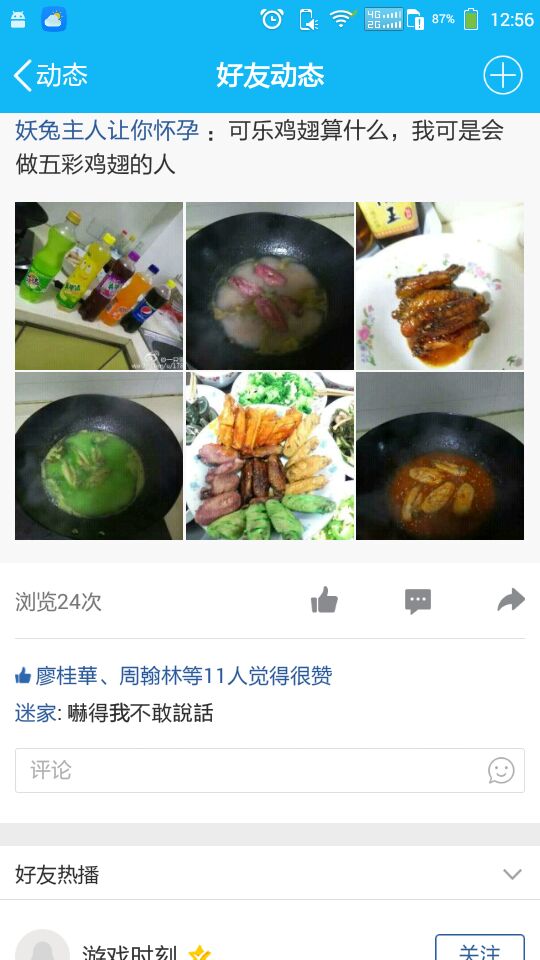 87%
12:56
动态
好友动态
妖兔主人让你怀孕：可乐鸡翅算什么，我可是会
做五彩鸡翅的人
浏览24次
廖桂華、周翰林等11人觉得很赞
迷家: 嚇得我不敢說話
评论
好友热播
游戏时刻
关注